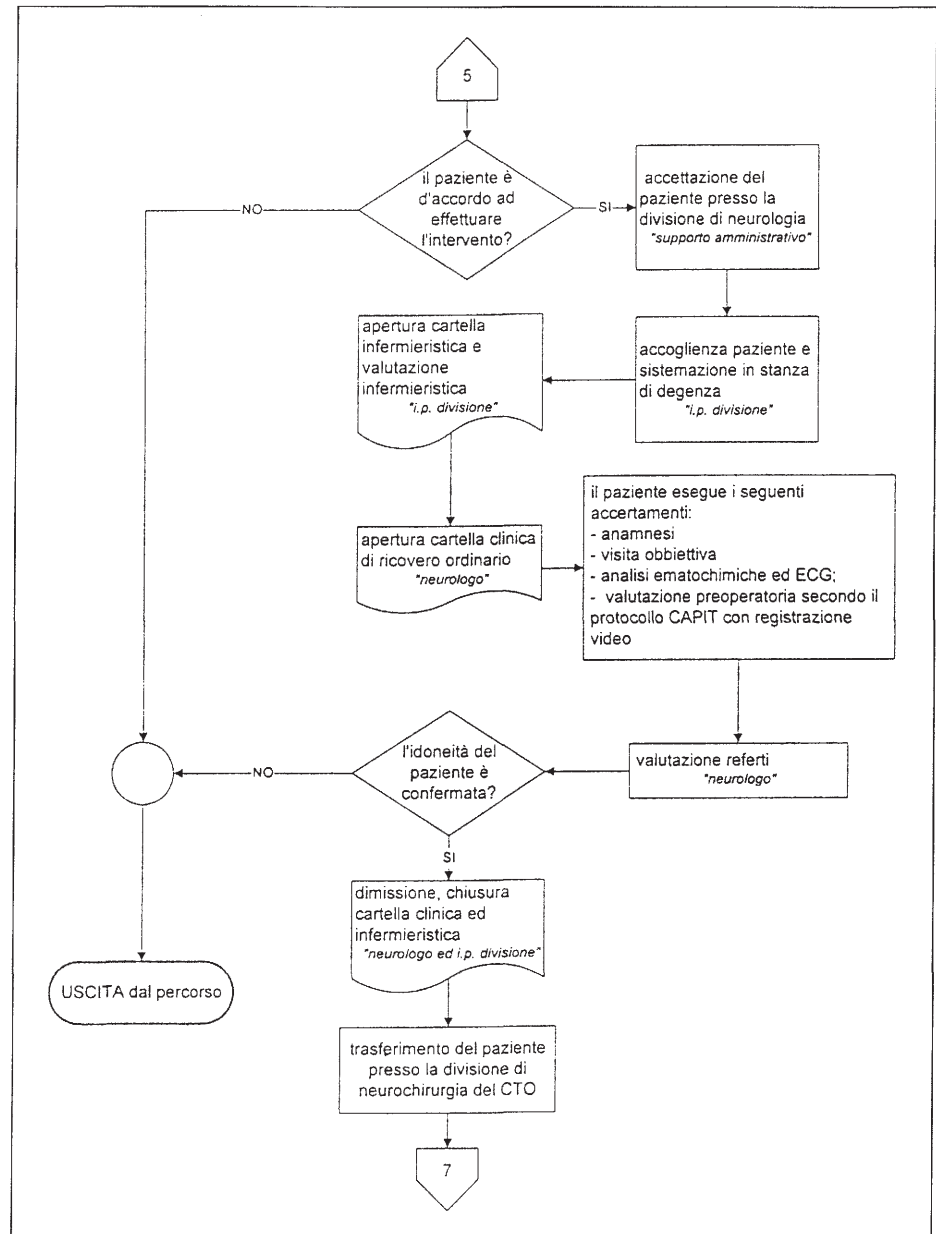 5
il paziente è
d'accordo ad
effettuare
l'intervento?
NO
SI
accettazione del
paziente presso la
divisione di neurologia
"supporto amministrativo"
accoglienza paziente e
sistemazione in stanza
di degenza
"i.p. divisione"
apertura cartella
infermieristica e
valutazione
infermieristica
"i.p. divisione"
apertura cartella clinica
di ricovero ordinario
"neurologo"
il paziente esegue i seguenti
accertamenti:
- anamnesi
- visita obbiettiva
- analisi ematochimiche ed ECG;
- valutazione preoperatoria secondo il
protocollo CAPIT con registrazione
video
valutazione referti
"neurologo"
l'idoneità del
paziente è
confermata?
NO
SI
dimissione, chiusura
cartella clinica ed
infermieristica
"neurologo ed i.p. divisione"
USCITA dal percorso
trasferimento del paziente
presso la divisione di
neurochirurgia del CTO
7